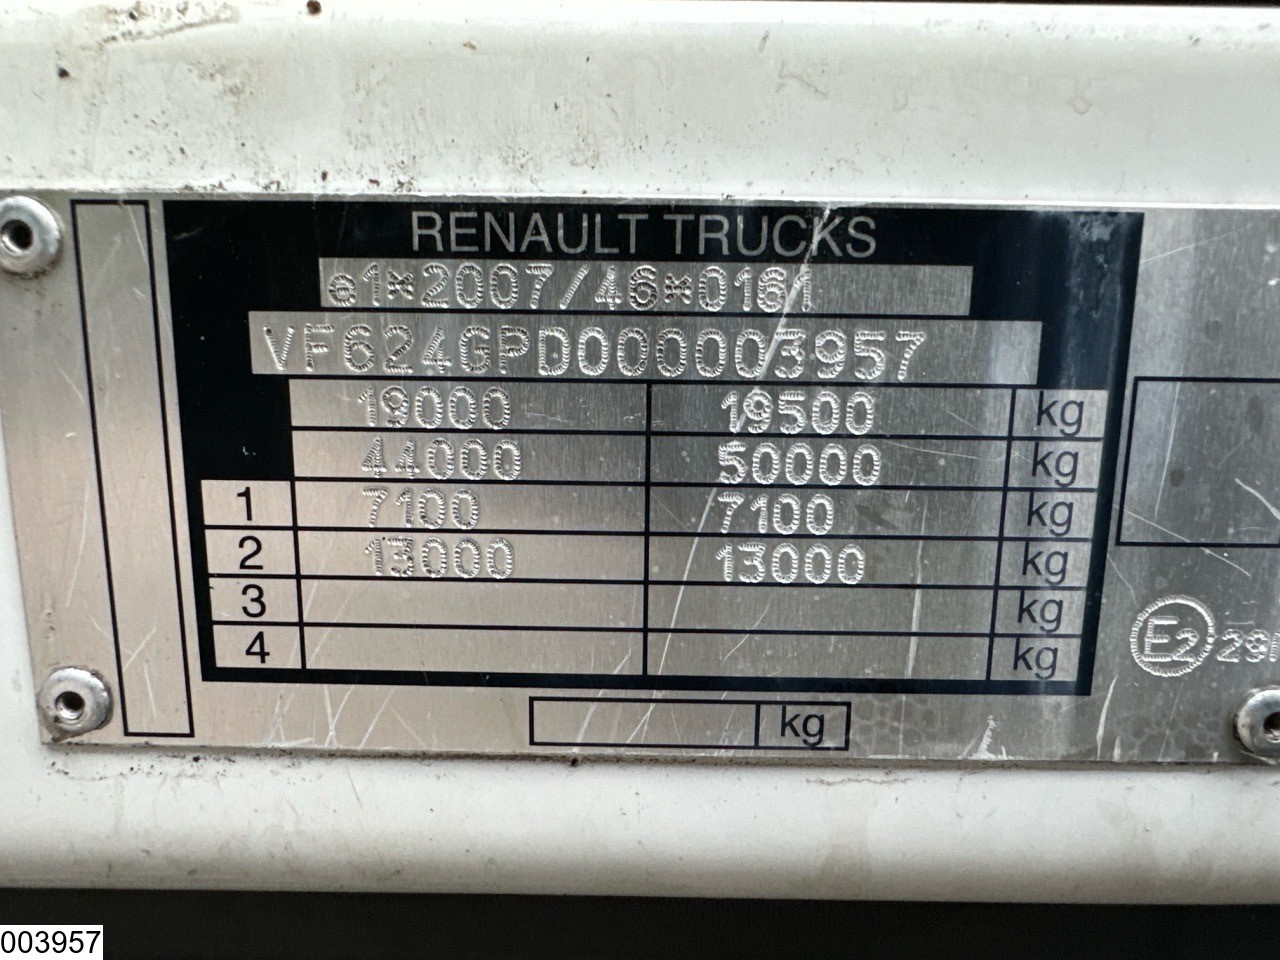 RENAULT TRUCKS
e1*2007/46*0161
VF624GPD000003957
19000 19500 kg
44000 50000 kg
1 7100 7100 kg
2 13000 13000 kg
3 kg
4 kg
E2 29
kg
003957